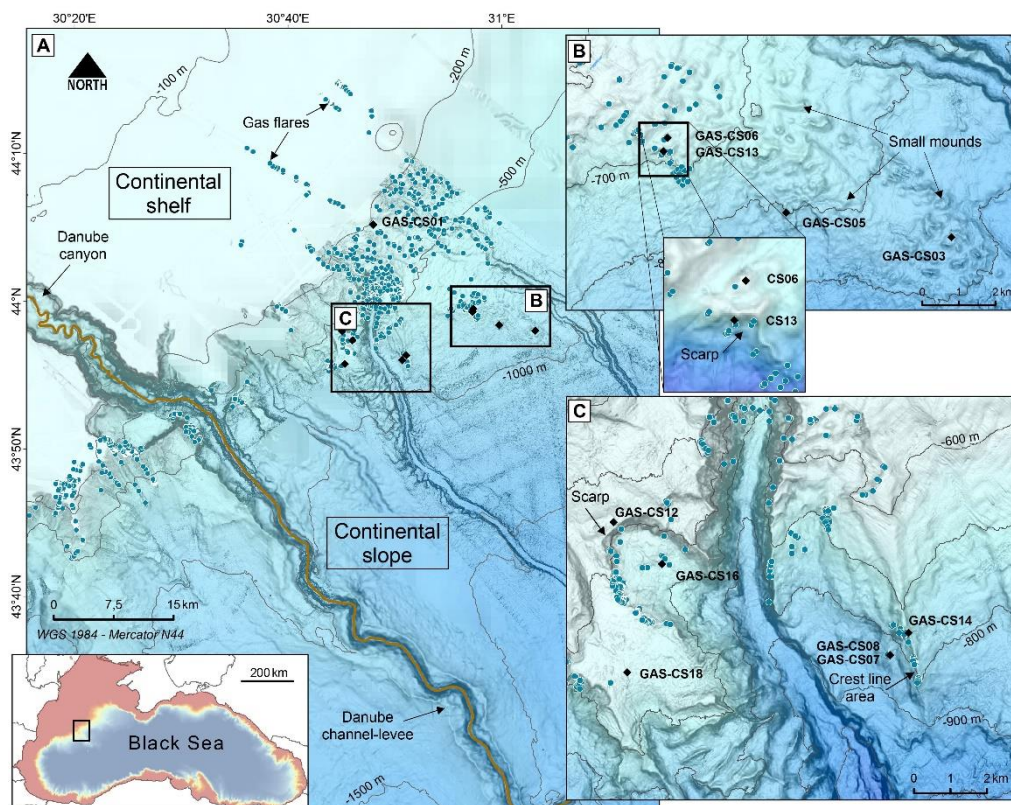 30°20'E
30°40'E
31°E
A
NORTH
-100 m
-200 m
-500 m
Gas flares
44°10'N
Continental
shelf
GAS-CS01
Danube
canyon
44°N
C
B
-1000 m
43°50'N
Continental
slope
43°40'N
0
7,5
15 km
WGS 1984 - Mercator N44
Danube
channel-levee
-1500 m
200 km
Black Sea
B
GAS-CS06
GAS-CS13
-700 m
Small mounds
GAS-CS05
GAS-CS03
0
1
2 km
CS06
CS13
Scarp
C
-600 m
Scarp
GAS-CS12
GAS-CS16
GAS-CS14
-800 m
GAS-CS08
GAS-CS07
GAS-CS18
Crest line
area
-900 m
0
1
2 km